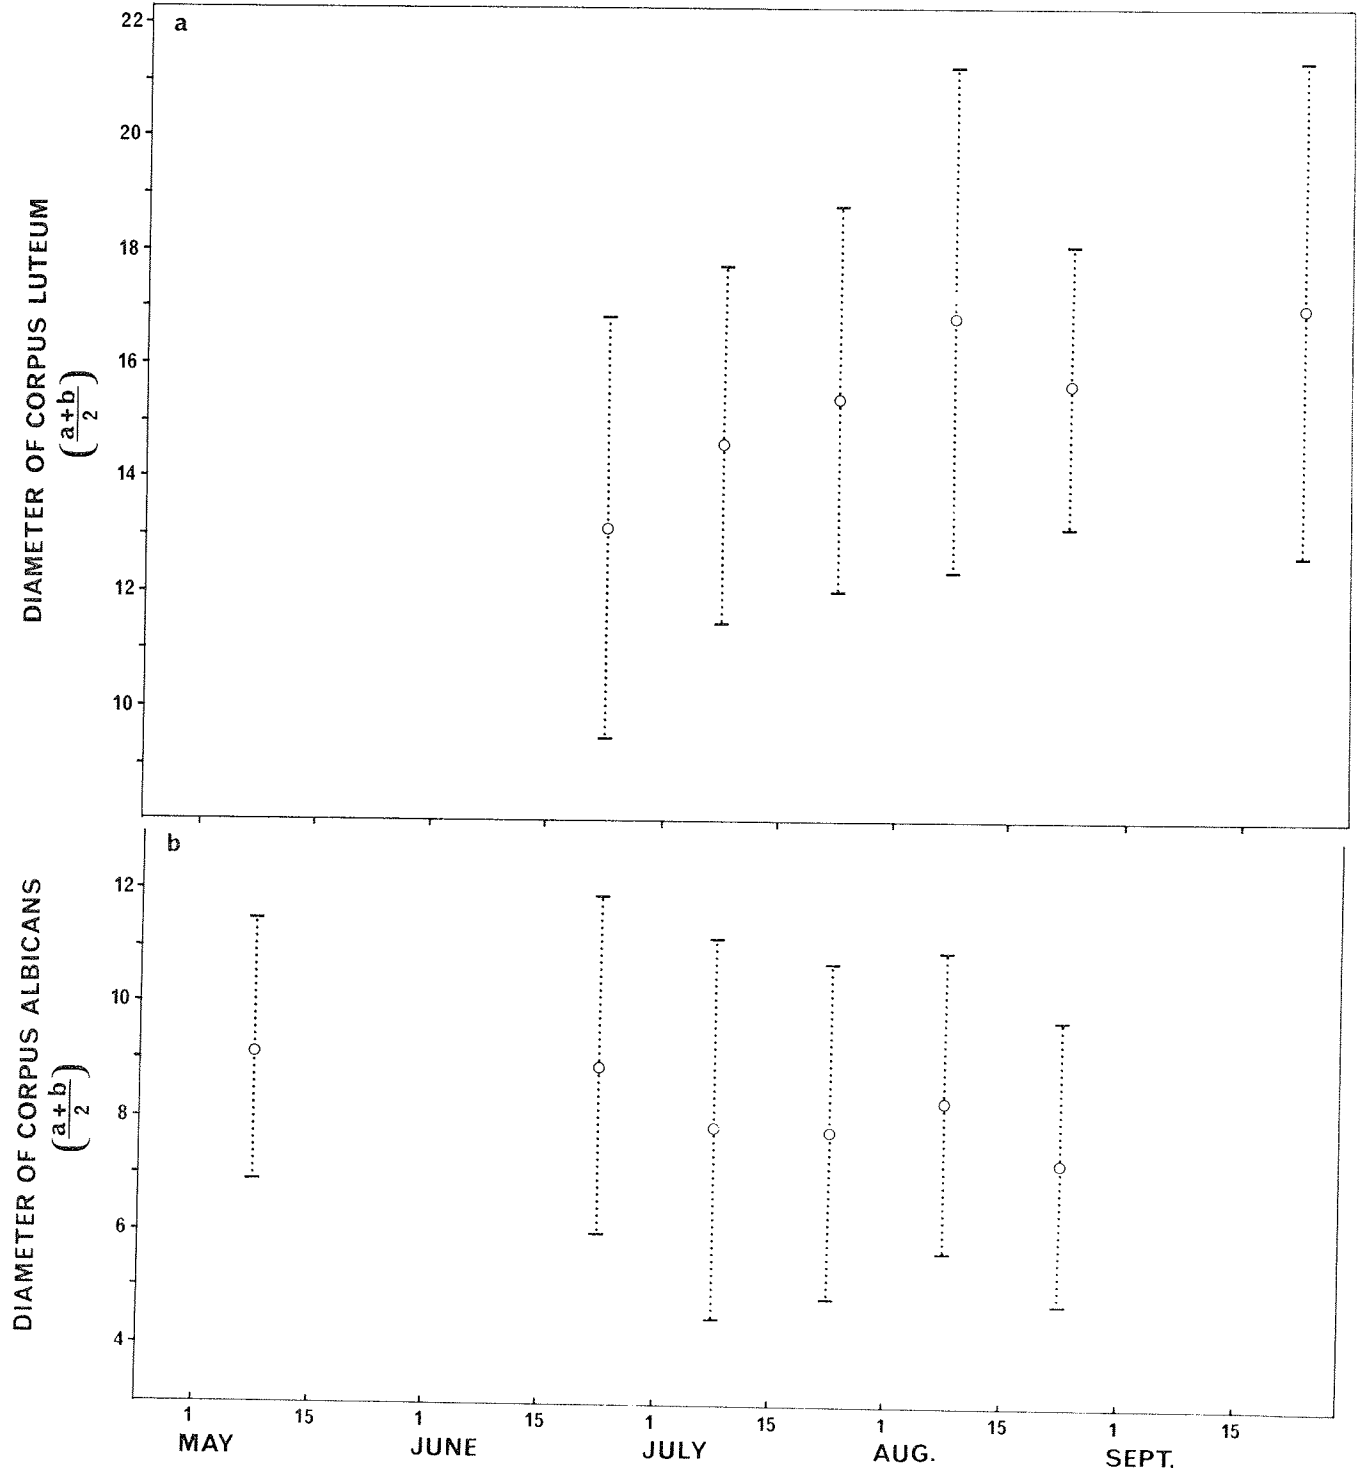 a
22
20
18
16
14
12
10
DIAMETER OF CORPUS LUTEUM
(a+b/2)
b
12
10
8
6
4
DIAMETER OF CORPUS ALBICANS
(a+b/2)
1 15 1 15 1 15 1 15 1 15
MAY JUNE JULY AUG. SEPT.